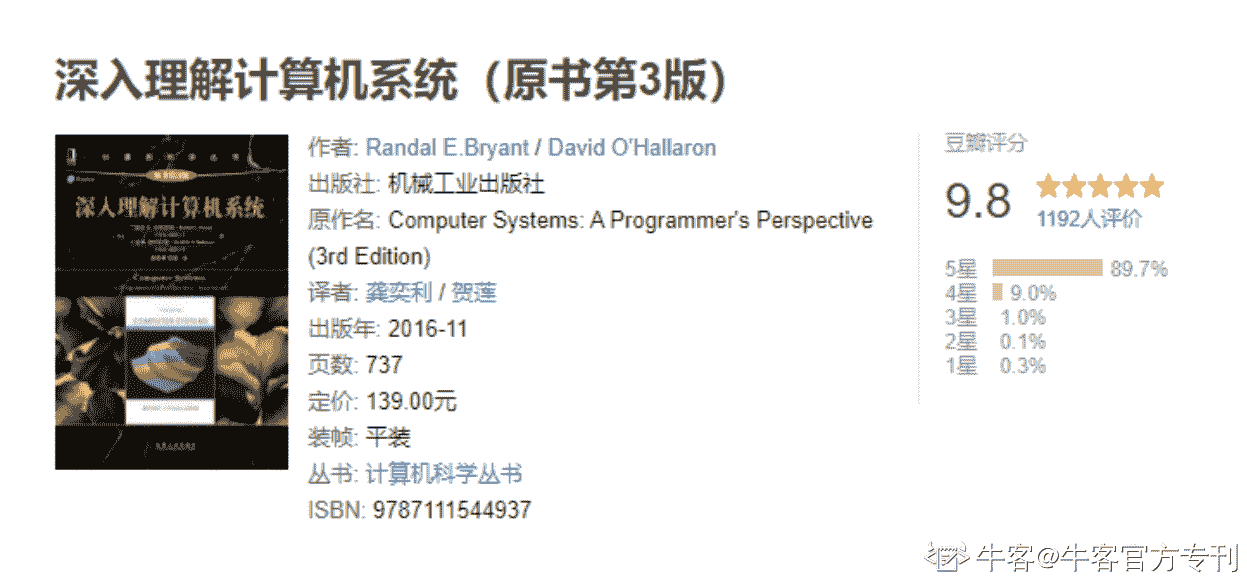 深入理解计算机系统（原书第3版）
深入理解计算机系统
作者: Randal E.Bryant / David O'Hallaron
出版社: 机械工业出版社
原作名: Computer Systems: A Programmer's Perspective
(3rd Edition)
译者: 龚奕利 / 贺莲
出版年: 2016-11
页数: 737
定价: 139.00元
装帧: 平装
丛书: 计算机科学丛书
ISBN: 9787111544937
豆瓣评分
9.8
1192人评价
5星 89.7%
4星 9.0%
3星 1.0%
2星 0.1%
1星 0.3%
牛客@牛客官方专刊